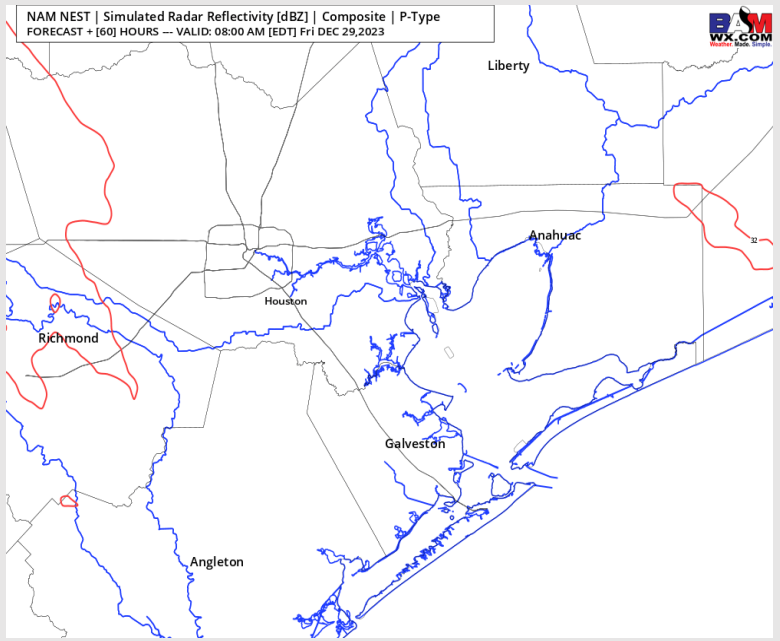 NAM NEST | Simulated Radar Reflectivity [dBZ] | Composite | P-Type
FORECAST + [60] HOURS --- VALID: 08:00 AM [EDT] Fri DEC 29,2023
BAM
WX.COM
Weather. Made. Simple.
Liberty
Anahuac
32
Houston
Richmond
Galveston
Angleton